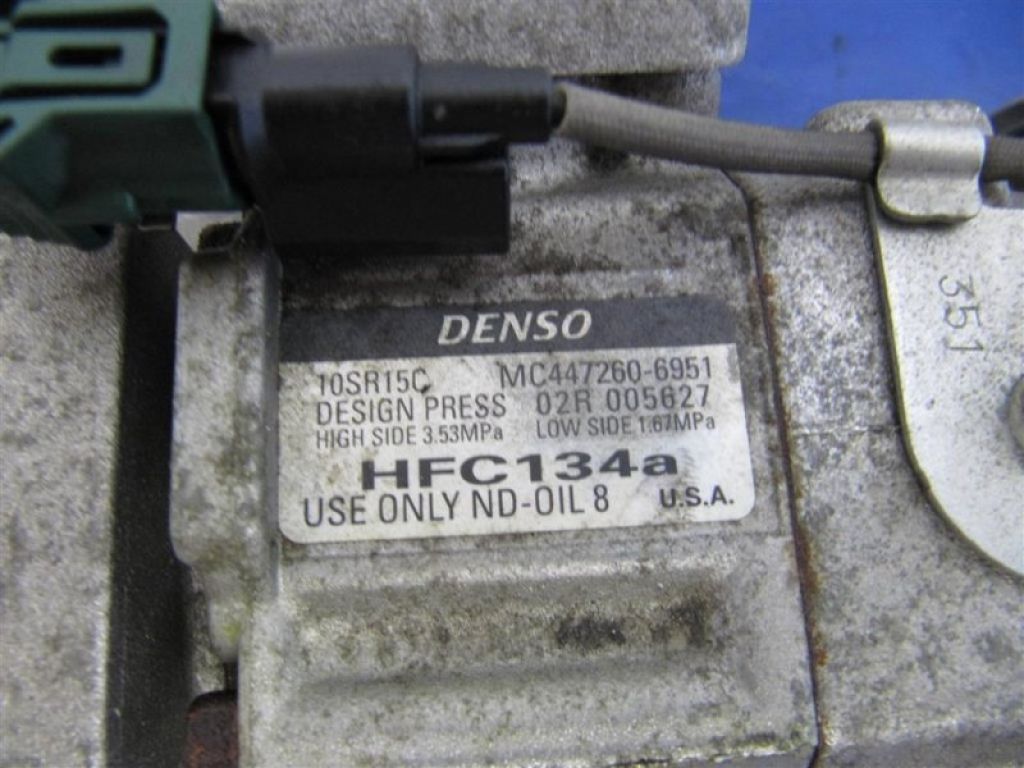 DENSO
10SR15C MC447260-6951
DESIGN PRESS 02R 005627
HIGH SIDE 3.53MPa LOW SIDE 1.67MPa
HFC134a
USE ONLY ND-OIL 8 U.S.A.
351